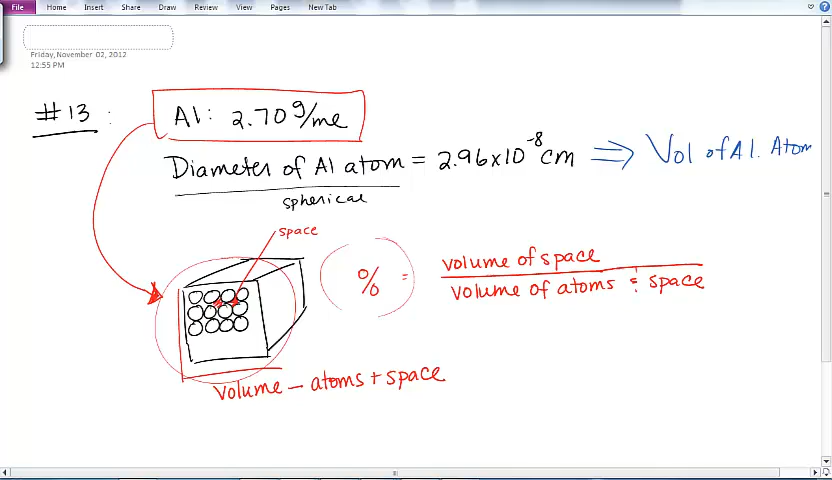 File Home Insert Share Draw Review View Pages New Tab
Friday, November 02, 2012
12:55 PM
#13 : Al: 2.70 g/ml
Diameter of Al atom = 2.96x10⁻⁸ cm ⇒ Vol of Al. Atom
spherical
space
% = volume of space
volume of atoms : space
volume - atoms + space